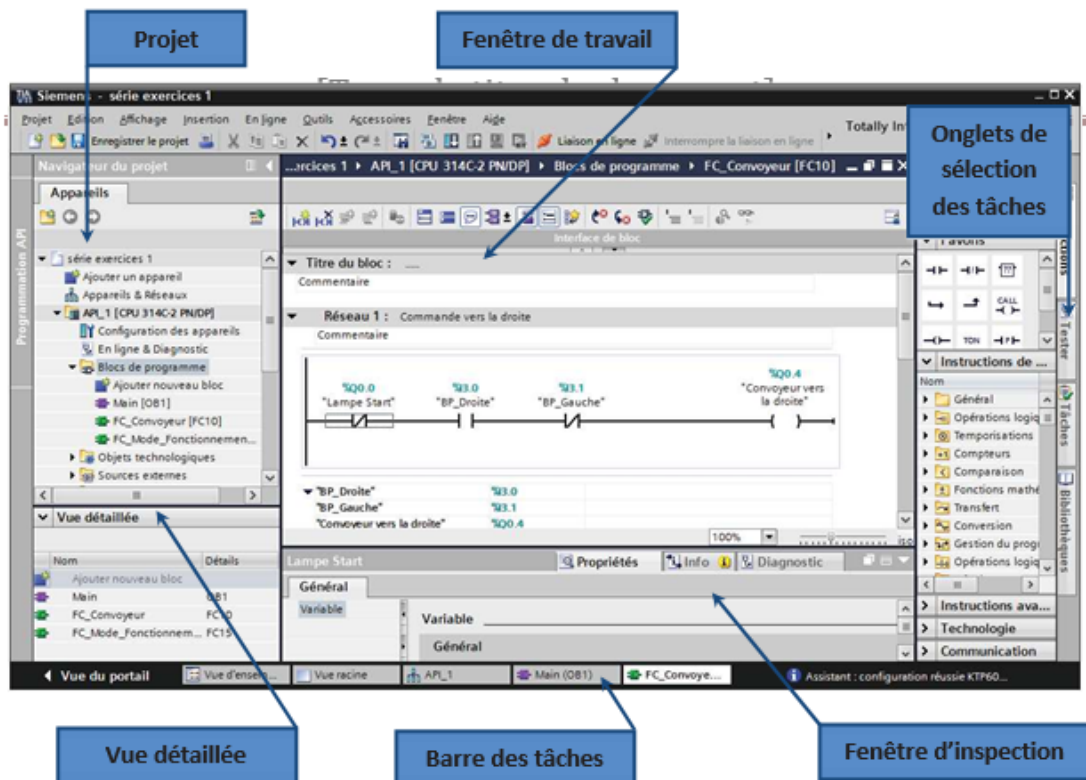 Projet
Fenêtre de travail
Siemens - série exercices 1
Projet Edition Affichage Insertion En ligne Outils Accessoires Fenêtre Aide
Enregistrer le projet
Liaison en ligne
Interrompre la liaison en ligne
Totally Int
Onglets de
sélection
des tâches
Navigateur du projet
...ercices 1 API_1 [CPU 314C-2 PN/DP] Blocs de programme FC_Convoyeur [FC10]
Appareils
Programmation API
Interface de bloc
série exercices 1
Ajouter un appareil
Appareils & Réseaux
API_1 [CPU 314C-2 PN/DP]
Configuration des appareils
En ligne & Diagnostic
Blocs de programme
Ajouter nouveau bloc
Main [OB1]
FC_Convoyeur [FC10]
FC_Mode_Fonctionnemen...
Objets technologiques
Sources externes
Titre du bloc : ...
Commentaire
Réseau 1 : Commande vers la droite
Commentaire
%Q0.0
"Lampe Start"
%I3.0
"BP_Droite"
%I3.1
"BP_Gauche"
%Q0.4
"Convoyeur vers
la droite"
"BP_Droite" %I3.0
"BP_Gauche" %I3.1
"Convoyeur vers la droite" %Q0.4
100%
Favoris
CALL
TON
Instructions de ...
Nom
Général
Opérations logiq
Temporisations
Compteurs
Comparaison
Fonctions mathé
Transfert
Conversion
Gestion du progr
Opérations logiq
Instructions ava...
Technologie
Communication
Tester
Tâches
Bibliothèques
Vue détaillée
Nom Détails
Ajouter nouveau bloc
Main OB1
FC_Convoyeur FC10
FC_Mode_Fonctionnem... FC15
Lampe Start
Propriétés
Info
Diagnostic
Général
Variable
Variable
Général
Vue du portail
Vue d'ensem...
Vue racine
API_1
Main (OB1)
FC_Convoye...
Assistant : configuration réussie KTP60...
Vue détaillée
Barre des tâches
Fenêtre d'inspection